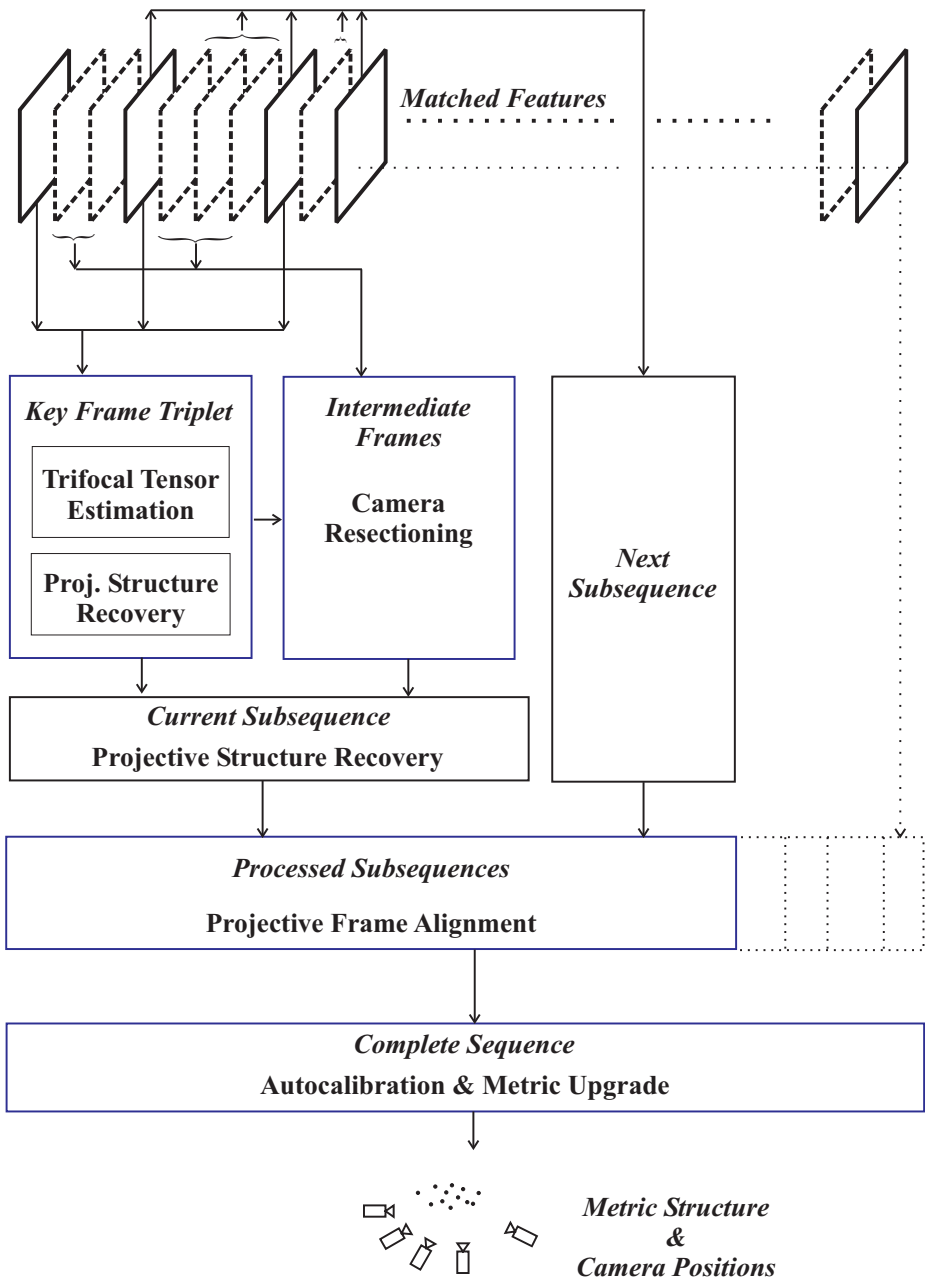 Matched Features
Key Frame Triplet
Trifocal Tensor
Estimation
Proj. Structure
Recovery
Intermediate
Frames
Camera
Resectioning
Next
Subsequence
Current Subsequence
Projective Structure Recovery
Processed Subsequences
Projective Frame Alignment
Complete Sequence
Autocalibration & Metric Upgrade
Metric Structure
&
Camera Positions